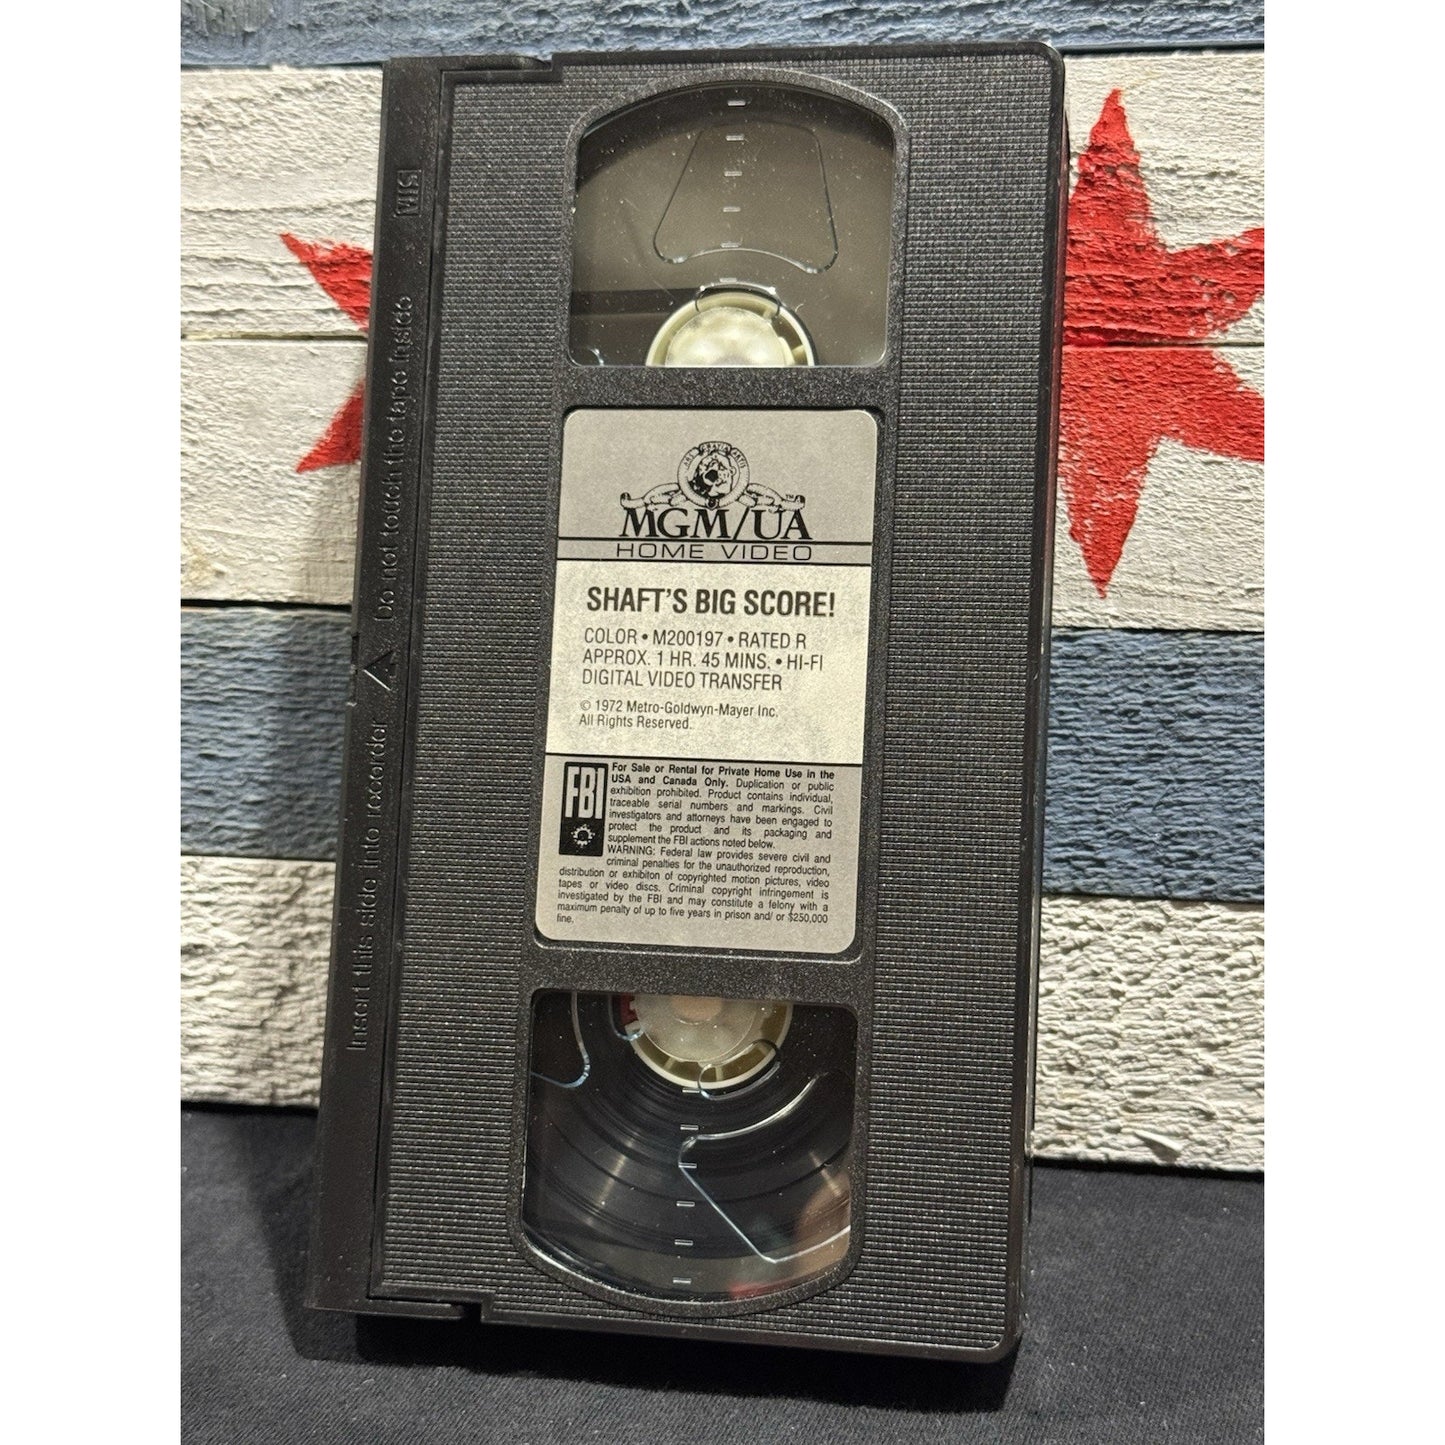 VHS
Do not touch the tape inside
Insert this side into recorder
ARS GRATIA ARTIS
TM
MGM/UA
HOME VIDEO
SHAFT'S BIG SCORE!
COLOR • M200197 • RATED R
APPROX. 1 HR. 45 MINS. • HI-FI
DIGITAL VIDEO TRANSFER
© 1972 Metro-Goldwyn-Mayer Inc.
All Rights Reserved.
FBI
For Sale or Rental for Private Home Use in the
USA and Canada Only. Duplication or public
exhibition prohibited. Product contains individual,
traceable serial numbers and markings. Civil
investigators and attorneys have been engaged to
protect the product and its packaging and
supplement the FBI actions noted below.
WARNING: Federal law provides severe civil and
criminal penalties for the unauthorized reproduction,
distribution or exhibiton of copyrighted motion pictures, video
tapes or video discs. Criminal copyright infringement is
investigated by the FBI and may constitute a felony with a
maximum penalty of up to five years in prison and/ or $250,000
fine.